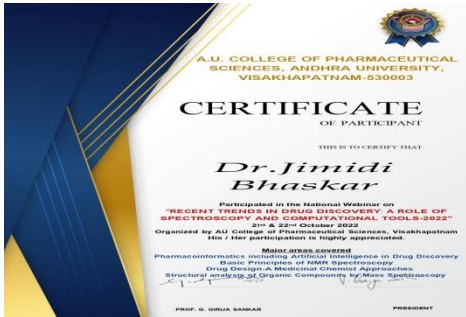 A.U. COLLEGE OF PHARMACEUTICAL
SCIENCES, ANDHRA UNIVERSITY,
VISAKHAPATNAM-530003
CERTIFICATE
OF PARTICIPANT
THIS IS TO CERTIFY THAT
Dr.Jimidi
Bhaskar
Participated in the National Webinar on
"RECENT TRENDS IN DRUG DISCOVERY: A ROLE OF
SPECTROSCOPY AND COMPUTATIONAL TOOLS-2022"
21st & 22nd October 2022
Organized by AU College of Pharmaceutical Sciences, Visakhapatnam
His / Her participation is highly appreciated.
Major areas covered
Pharmacoinformatics including Artificial Intelligence in Drug Discovery
Basic Principles of NMR Spectroscopy
Drug Design-A Medicinal Chemist Approaches
Structural analysis of Organic Compounds by Mass Spectroscopy
PROF. G. GIRIJA SANKAR
PRESIDENT